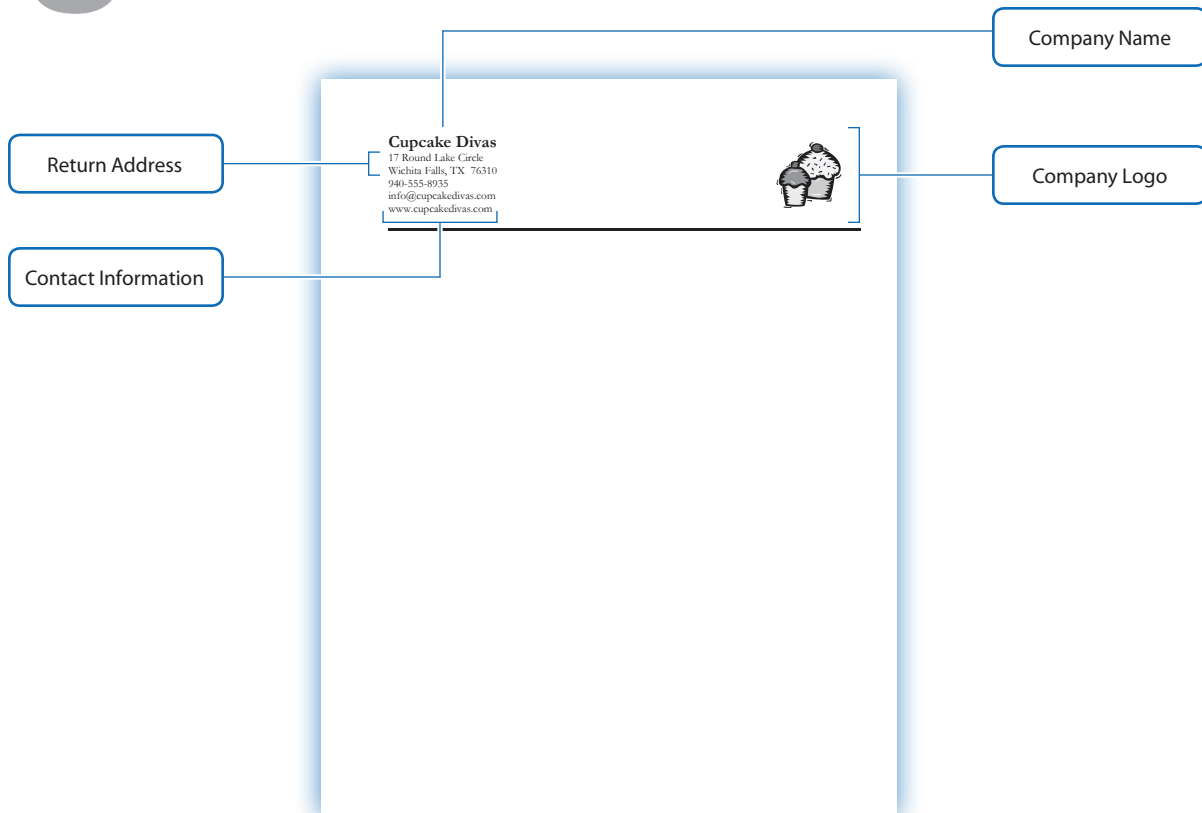 Company Name
Cupcake Divas
17 Round Lake Circle
Wichita Falls, TX  76310
940-555-8935
info@cupcakedivas.com
www.cupcakedivas.com
Return Address
Company Logo
Contact Information